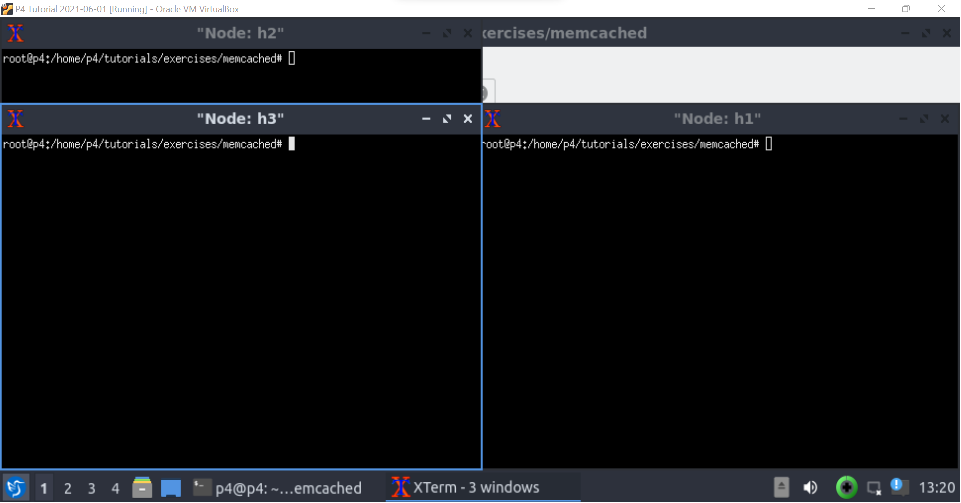 P4 Tutorial 2021-06-01 [Running] - Oracle VM VirtualBox
"Node: h2"
xercises/memcached
root@p4:/home/p4/tutorials/exercises/memcached#
"Node: h3"
"Node: h1"
root@p4:/home/p4/tutorials/exercises/memcached#
root@p4:/home/p4/tutorials/exercises/memcached#
1 2 3 4
p4@p4: ~...emcached
XTerm - 3 windows
13:20